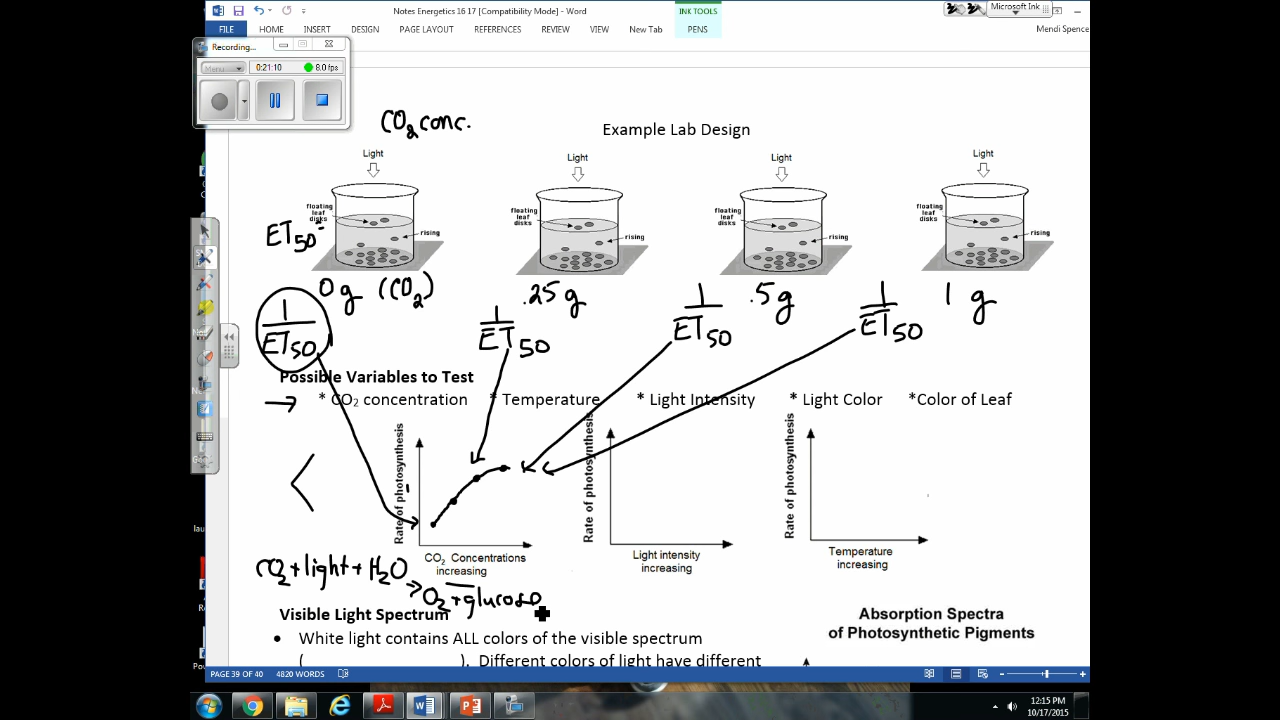 Notes Energetics 16 17 [Compatibility Mode] - Word
INK TOOLS
Microsoft Ink
FILE HOME INSERT DESIGN PAGE LAYOUT REFERENCES REVIEW VIEW New Tab PENS Mendi Spence
Recording...
Menu 0:21:10 8.0 fps
CO2 conc.
Example Lab Design
Light Light Light Light
floating leaf disks floating leaf disks floating leaf disks floating leaf disks
rising rising rising rising
ET50=
0g (CO2) .25 g .5g 1 g
1/ET50 1/ET50 1/ET50 1/ET50
Possible Variables to Test
→ * CO₂ concentration * Temperature * Light Intensity * Light Color *Color of Leaf
Rate of photosynthesis Rate of photosynthesis Rate of photosynthesis
CO₂ Concentrations increasing
Light intensity increasing
Temperature increasing
CO2+light+H2O → O2+glucose
Visible Light Spectrum
Absorption Spectra
of Photosynthetic Pigments
• White light contains ALL colors of the visible spectrum
( ). Different colors of light have different
PAGE 39 OF 40 4820 WORDS
12:15 PM
10/17/2015